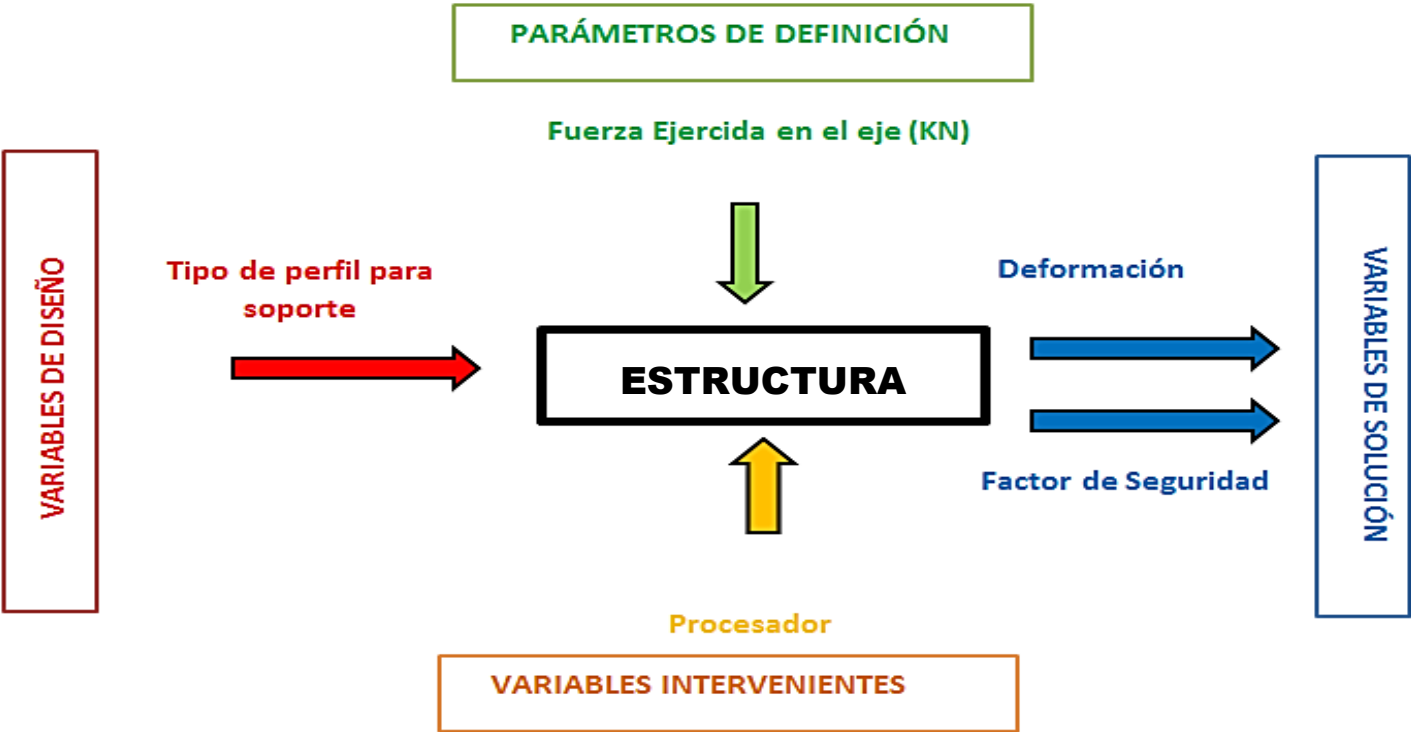 PARÁMETROS DE DEFINICIÓN
Fuerza Ejercida en el eje (KN)
VARIABLES DE DISEÑO
Tipo de perfil para
soporte
ESTRUCTURA
Deformación
Factor de Seguridad
VARIABLES DE SOLUCIÓN
Procesador
VARIABLES INTERVENIENTES